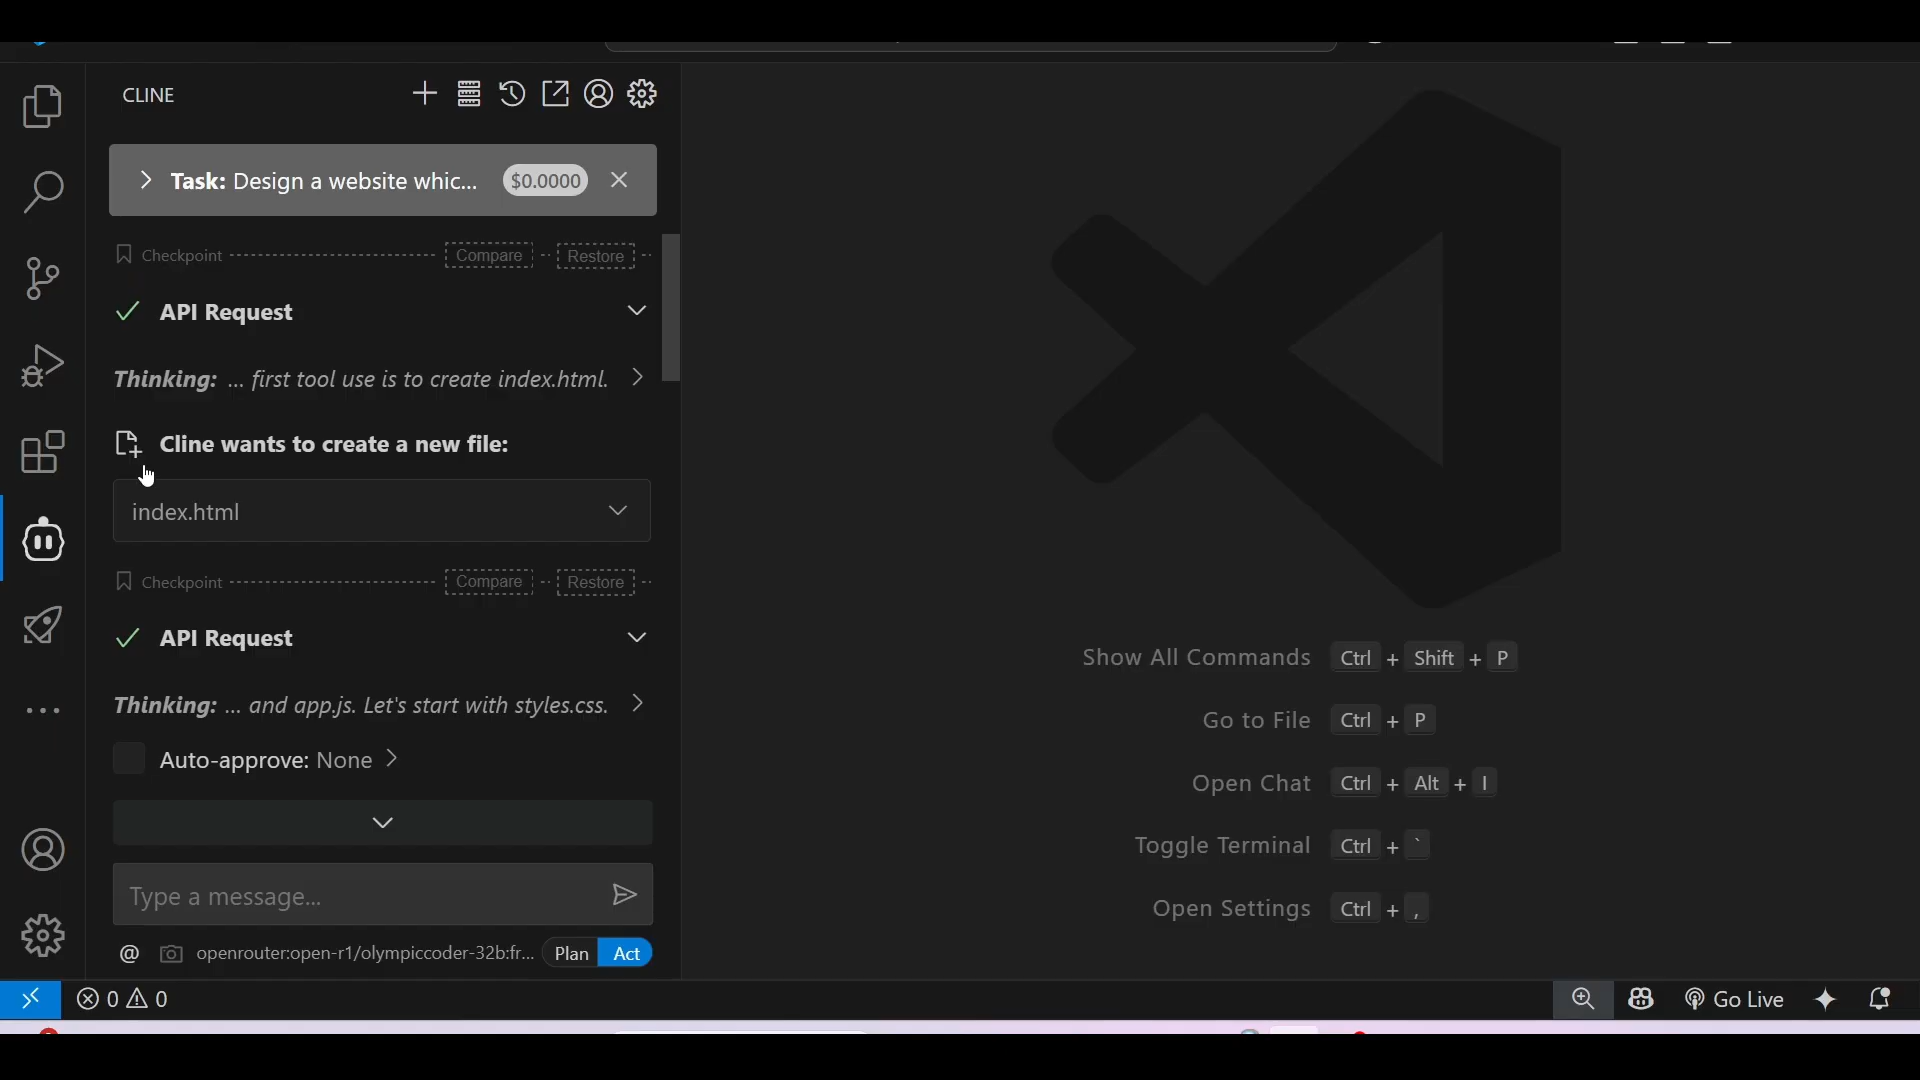 CLINE
Task: Design a website whic... $0.0000
Checkpoint Compare Restore
API Request
Thinking: ... first tool use is to create index.html.
Cline wants to create a new file:
index.html
Checkpoint Compare Restore
API Request
Thinking: ... and app.js. Let's start with styles.css.
Auto-approve: None
Type a message...
@ openrouter:open-r1/olympiccoder-32b:fr... Plan Act
Show All Commands Ctrl + Shift + P
Go to File Ctrl + P
Open Chat Ctrl + Alt + I
Toggle Terminal Ctrl + `
Open Settings Ctrl + ,
0 0 Go Live